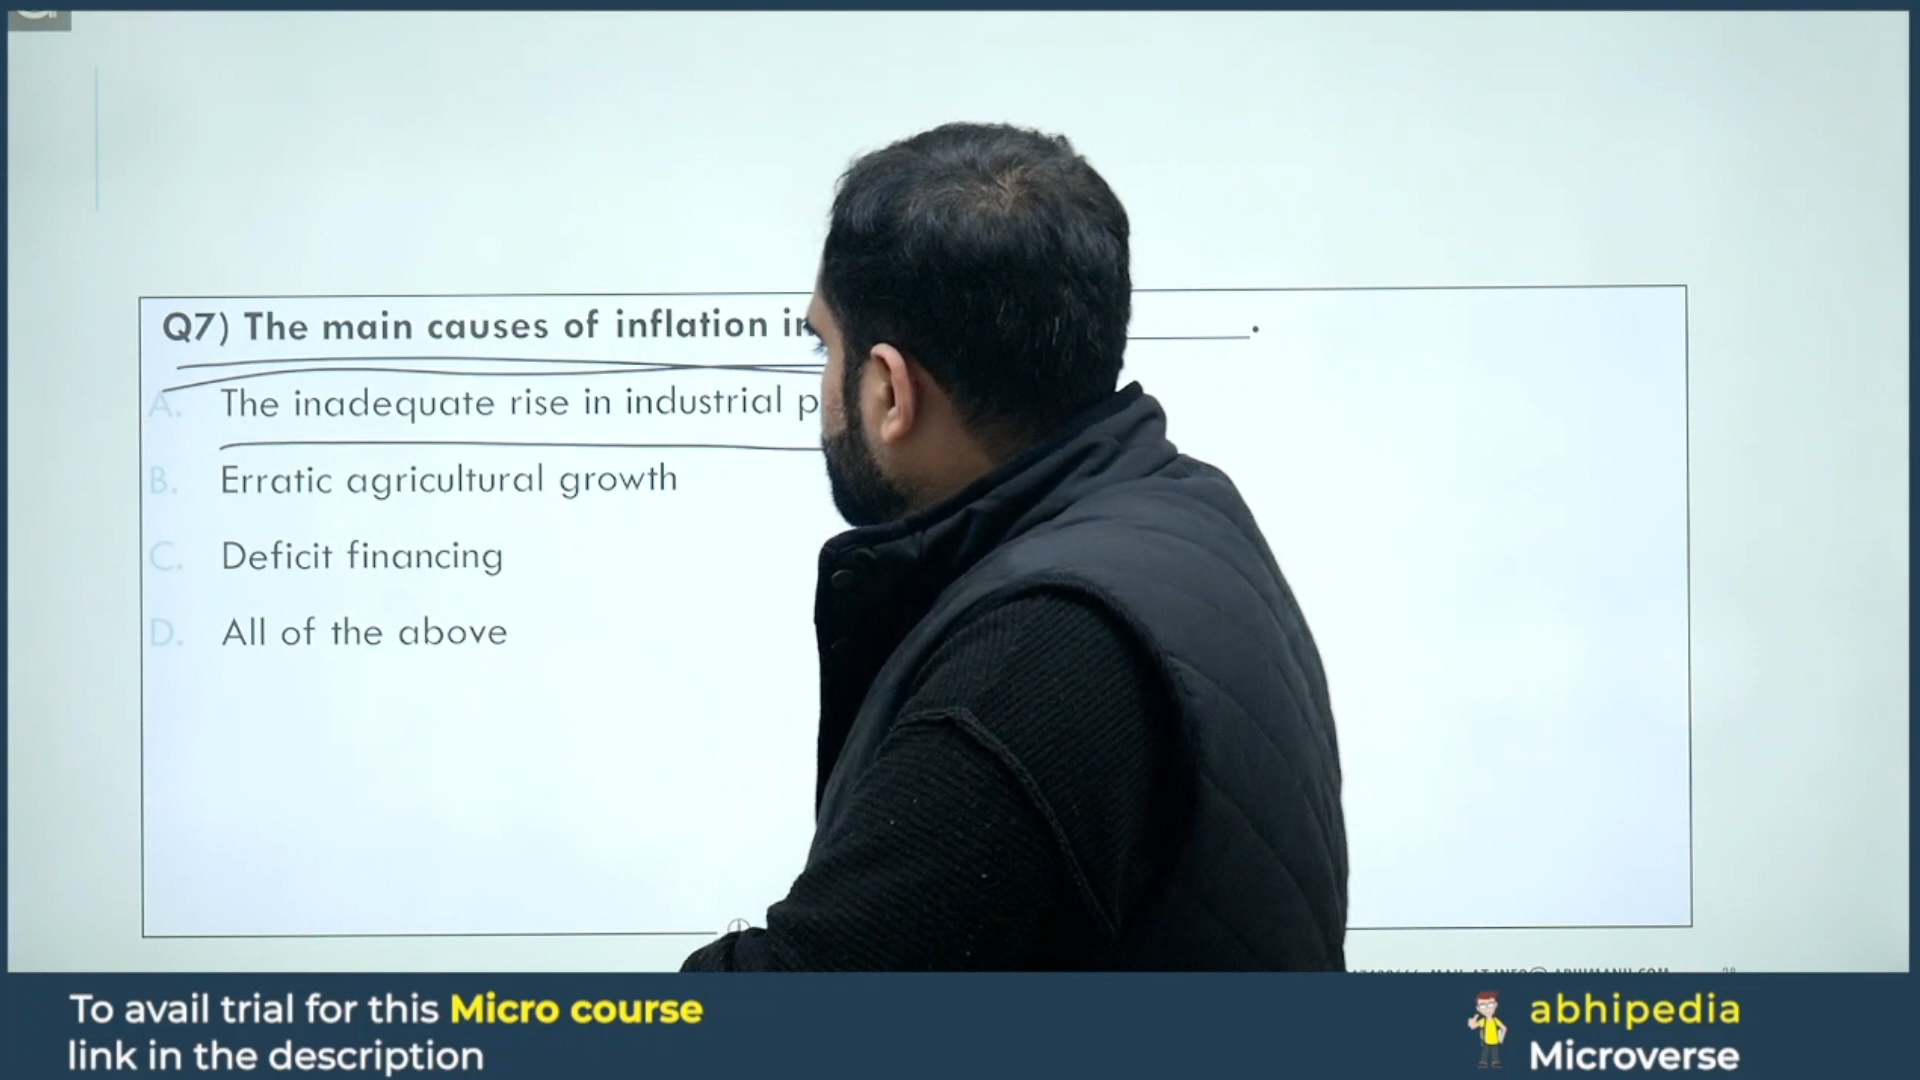 Q7) The main causes of inflation in
A. The inadequate rise in industrial
B. Erratic agricultural growth
C. Deficit financing
D. All of the above
To avail trial for this Micro course
link in the description
abhipedia
Microverse